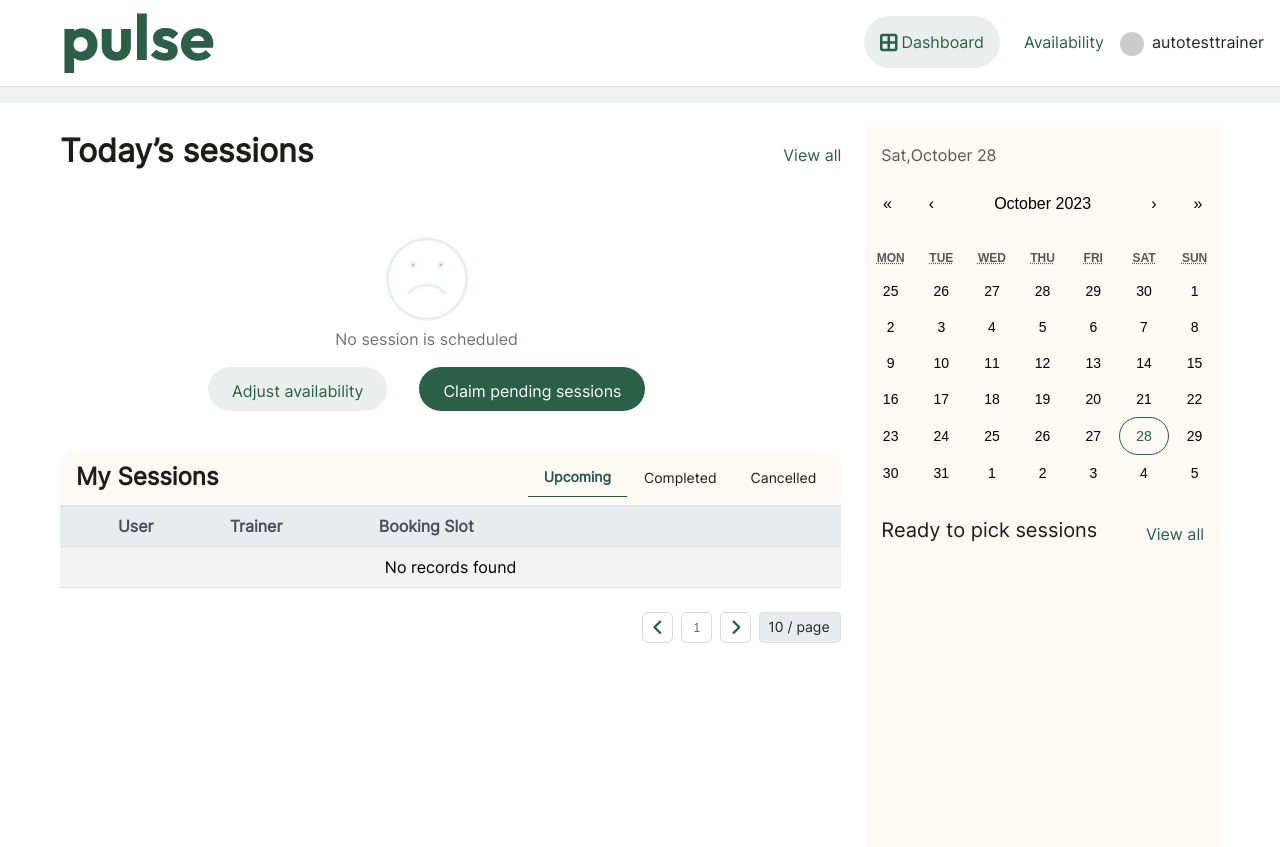 pulse
Dashboard Availability autotesttrainer
Today’s sessions View all
No session is scheduled
Adjust availability Claim pending sessions
My Sessions Upcoming Completed Cancelled
User Trainer Booking Slot
No records found
1 10 / page
Sat,October 28
« ‹ October 2023 › »
MON TUE WED THU FRI SAT SUN
25 26 27 28 29 30 1
2 3 4 5 6 7 8
9 10 11 12 13 14 15
16 17 18 19 20 21 22
23 24 25 26 27 28 29
30 31 1 2 3 4 5
Ready to pick sessions View all